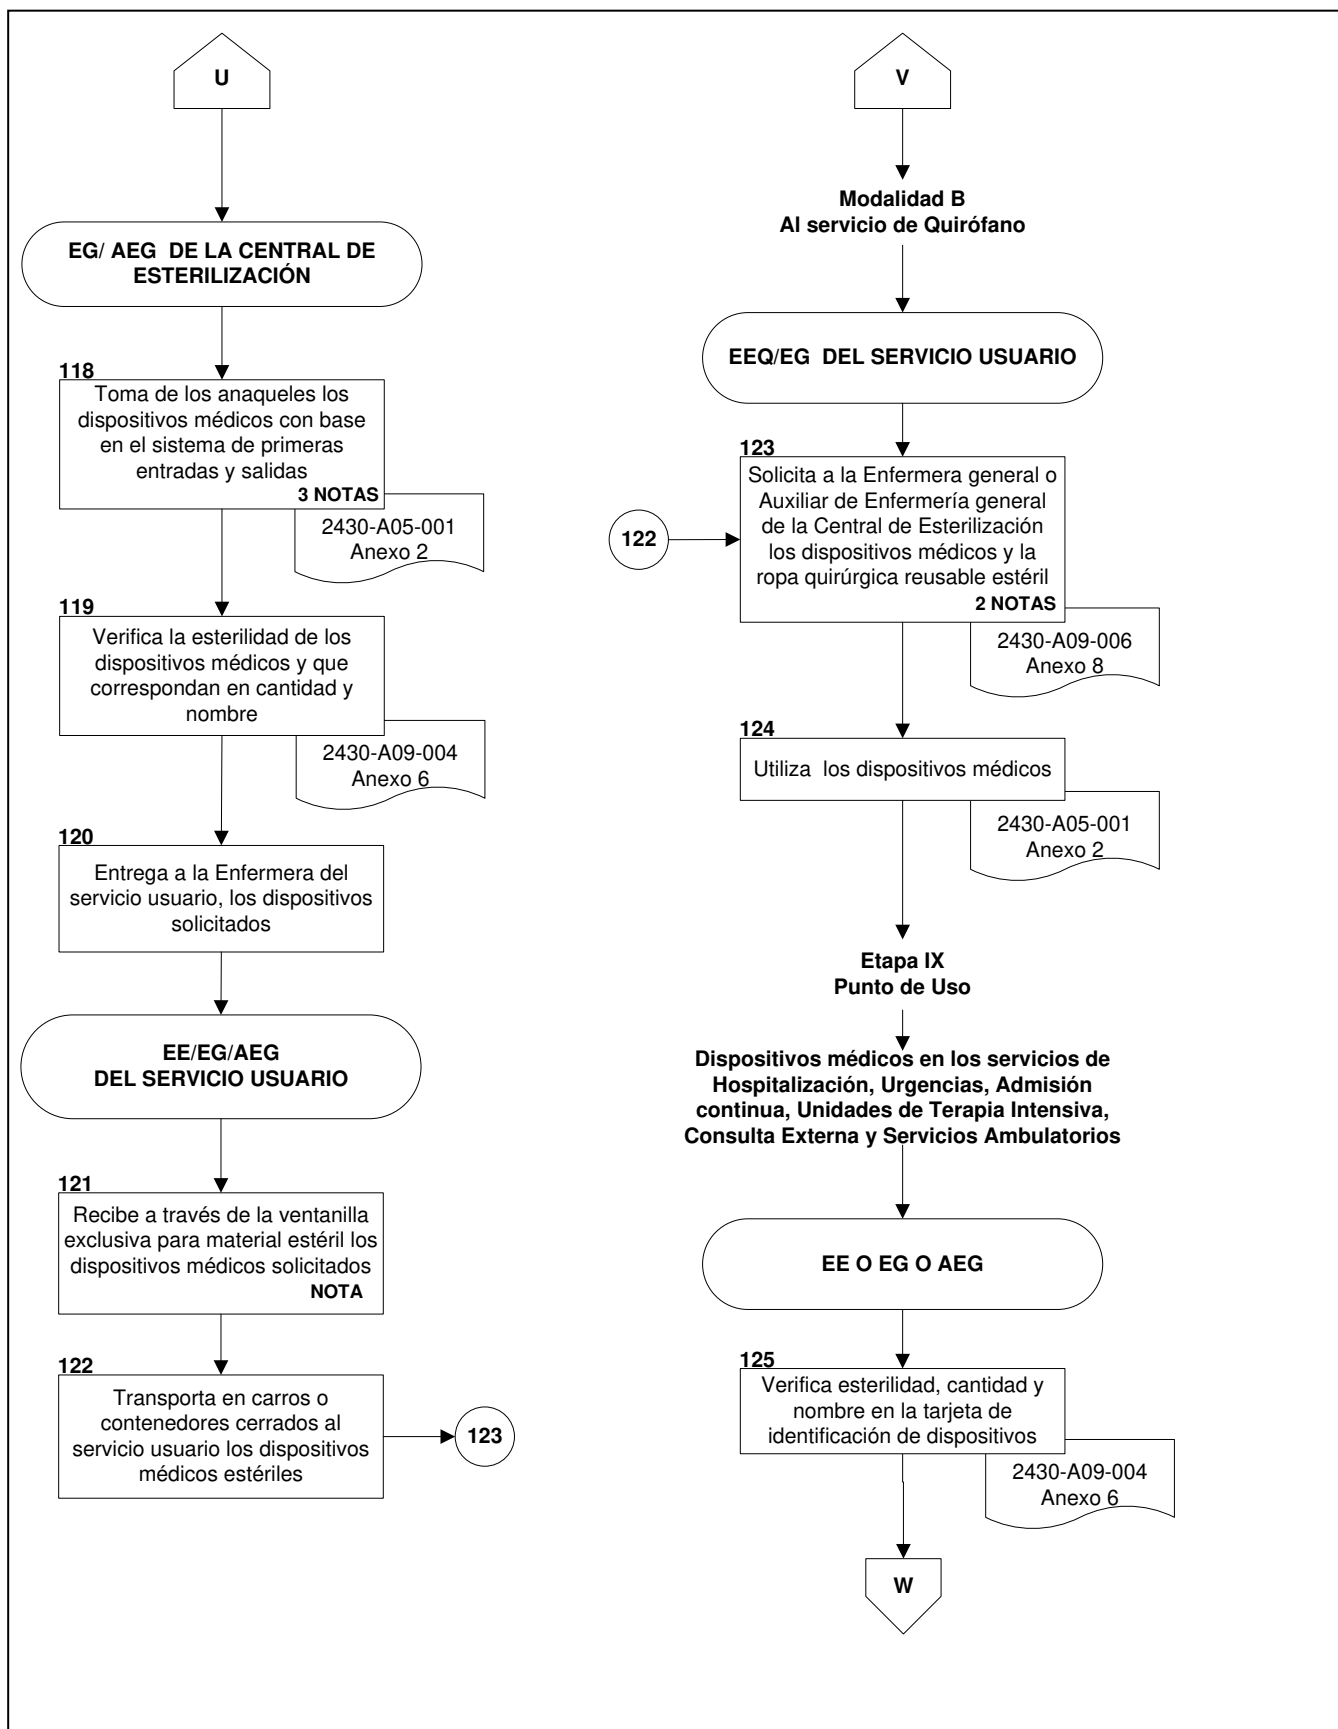 U
EG/ AEG  DE LA CENTRAL DE
ESTERILIZACIÓN
118
Toma de los anaqueles los
dispositivos médicos con base
en el sistema de primeras
entradas y salidas
3 NOTAS
2430-A05-001
Anexo 2
119
Verifica la esterilidad de los
dispositivos médicos y que
correspondan en cantidad y
nombre
2430-A09-004
Anexo 6
120
Entrega a la Enfermera del
servicio usuario, los dispositivos
solicitados
EE/EG/AEG
DEL SERVICIO USUARIO
121
Recibe a través de la ventanilla
exclusiva para material estéril los
dispositivos médicos solicitados
NOTA
122
Transporta en carros o
contenedores cerrados al
servicio usuario los dispositivos
médicos estériles
123
V
Modalidad B
Al servicio de Quirófano
EEQ/EG  DEL SERVICIO USUARIO
123
Solicita a la Enfermera general o
Auxiliar de Enfermería general
de la Central de Esterilización
los dispositivos médicos y la
ropa quirúrgica reusable estéril
2 NOTAS
122
2430-A09-006
Anexo 8
124
Utiliza  los dispositivos médicos
2430-A05-001
Anexo 2
Etapa IX
Punto de Uso
Dispositivos médicos en los servicios de
Hospitalización, Urgencias, Admisión
continua, Unidades de Terapia Intensiva,
Consulta Externa y Servicios Ambulatorios
EE O EG O AEG
125
Verifica esterilidad, cantidad y
nombre en la tarjeta de
identificación de dispositivos
2430-A09-004
Anexo 6
W